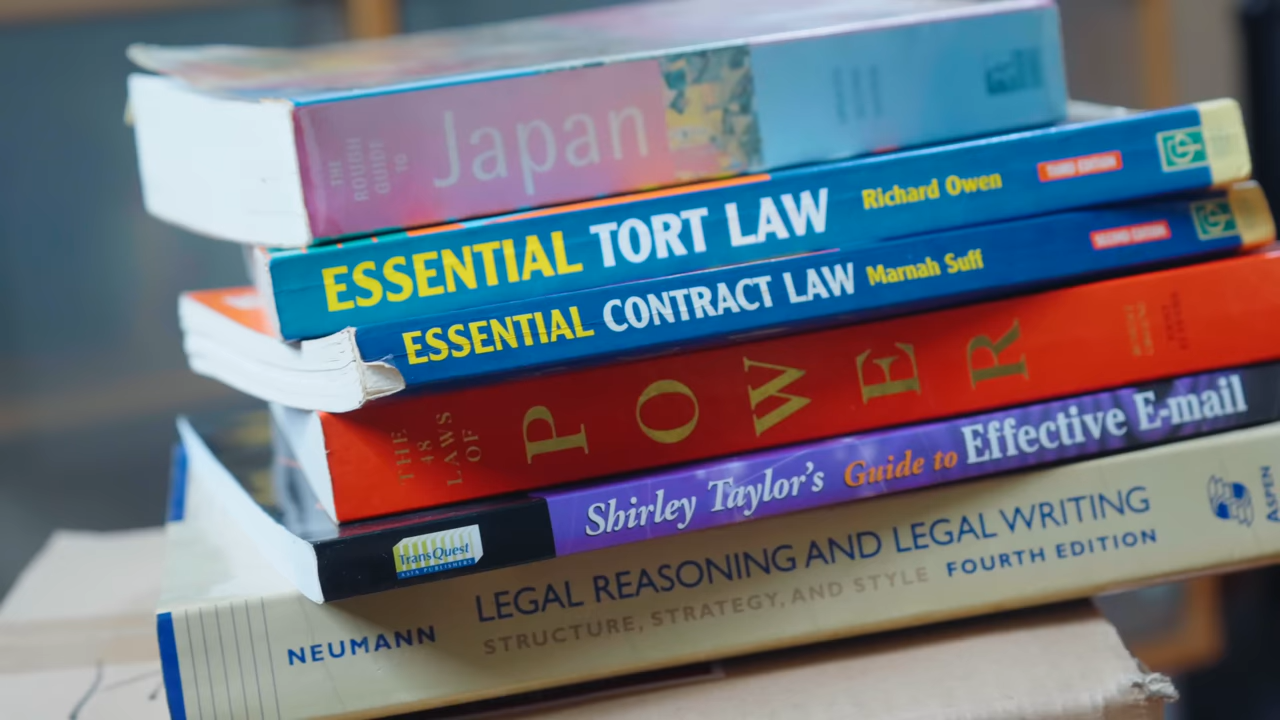 THE
ROUGH
GUIDE
TO
Japan
ESSENTIAL TORT LAW Richard Owen THIRD EDITION
ESSENTIAL CONTRACT LAW Marnah Suff SECOND EDITION
THE
48
LAWS
OF
POWER
Shirley Taylor's Guide to Effective E-mail
TransQuest
ASIA PUBLISHERS
NEUMANN
LEGAL REASONING AND LEGAL WRITING
STRUCTURE, STRATEGY, AND STYLE FOURTH EDITION
ASPEN